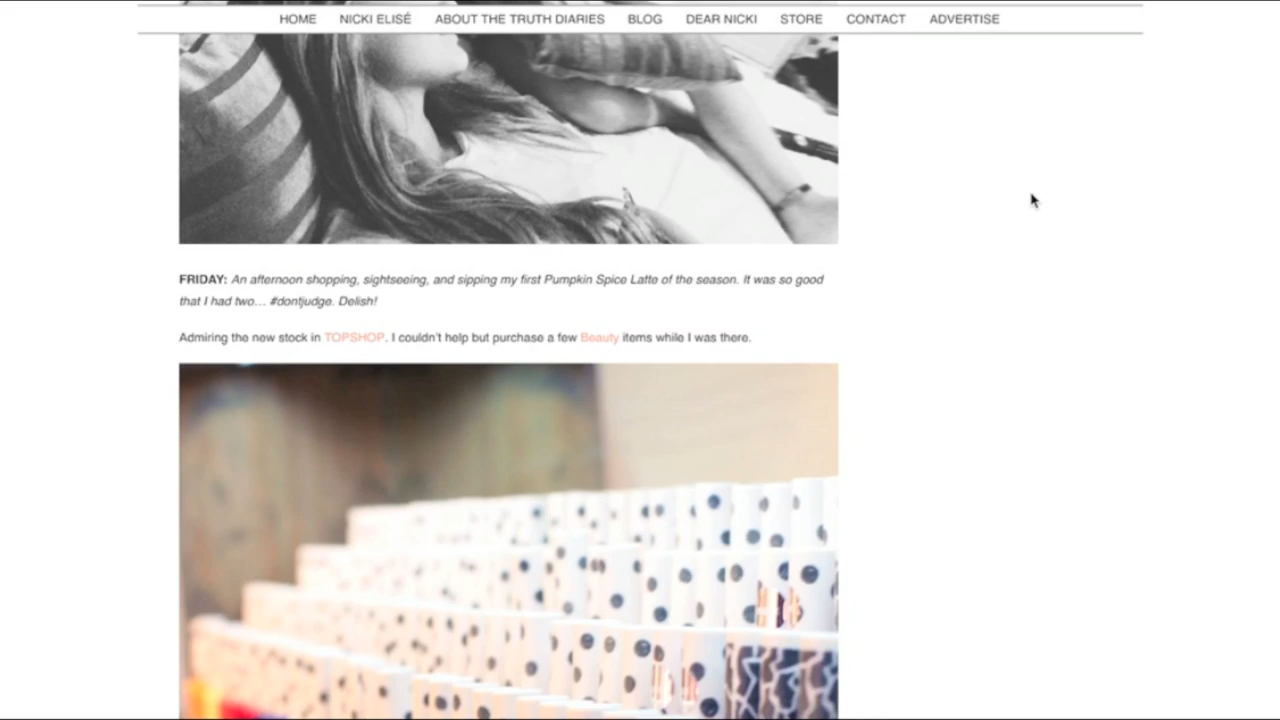 HOME NICKI ELISÉ ABOUT THE TRUTH DIARIES BLOG DEAR NICKI STORE CONTACT ADVERTISE
FRIDAY: An afternoon shopping, sightseeing, and sipping my first Pumpkin Spice Latte of the season. It was so good
that I had two... #dontjudge. Delish!
Admiring the new stock in TOPSHOP. I couldn't help but purchase a few Beauty items while I was there.